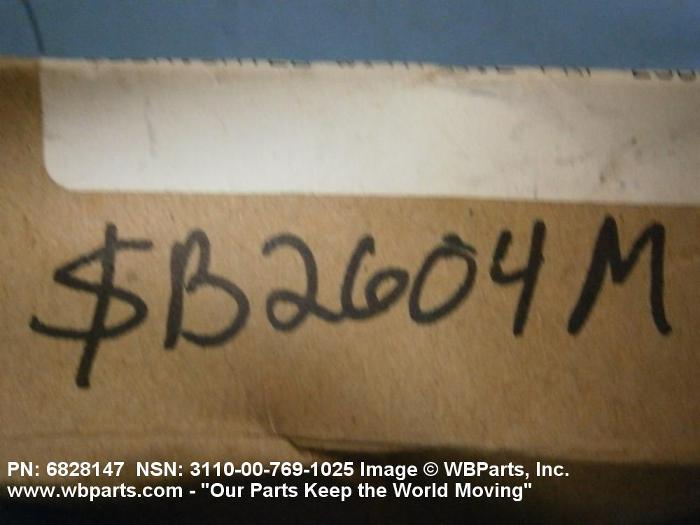 $B2604M
PN: 6828147 NSN: 3110-00-769-1025 Image © WBParts, Inc.
www.wbparts.com - "Our Parts Keep the World Moving"